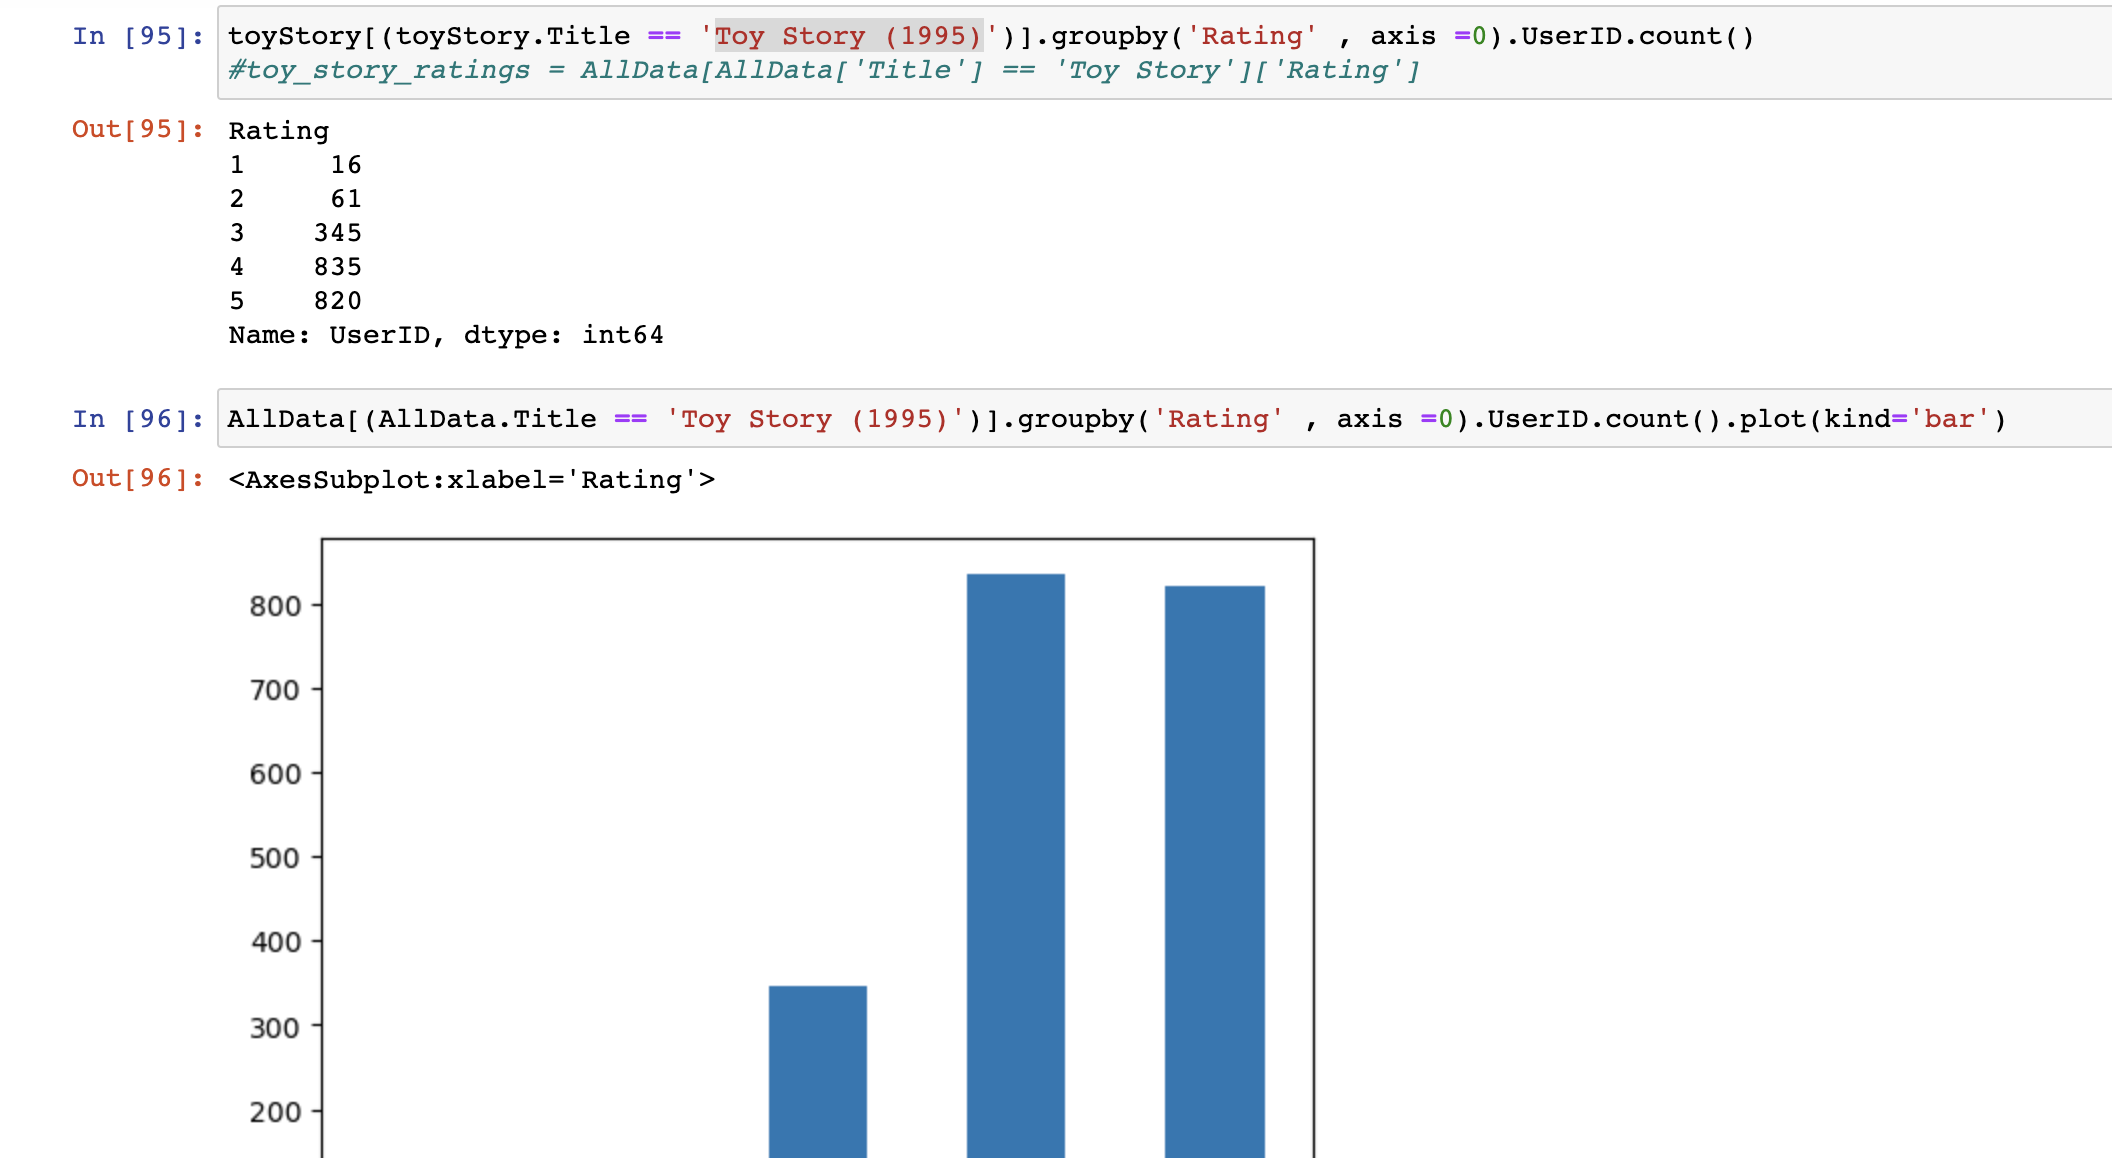 In [95]: toyStory[(toyStory.Title == 'Toy Story (1995)')].groupby('Rating' , axis =0).UserID.count()
#toy_story_ratings = AllData[AllData['Title'] == 'Toy Story']['Rating']
Out[95]: Rating
1 16
2 61
3 345
4 835
5 820
Name: UserID, dtype: int64
In [96]: AllData[(AllData.Title == 'Toy Story (1995)')].groupby('Rating' , axis =0).UserID.count().plot(kind='bar')
Out[96]: <AxesSubplot:xlabel='Rating'>
800
700
600
500
400
300
200